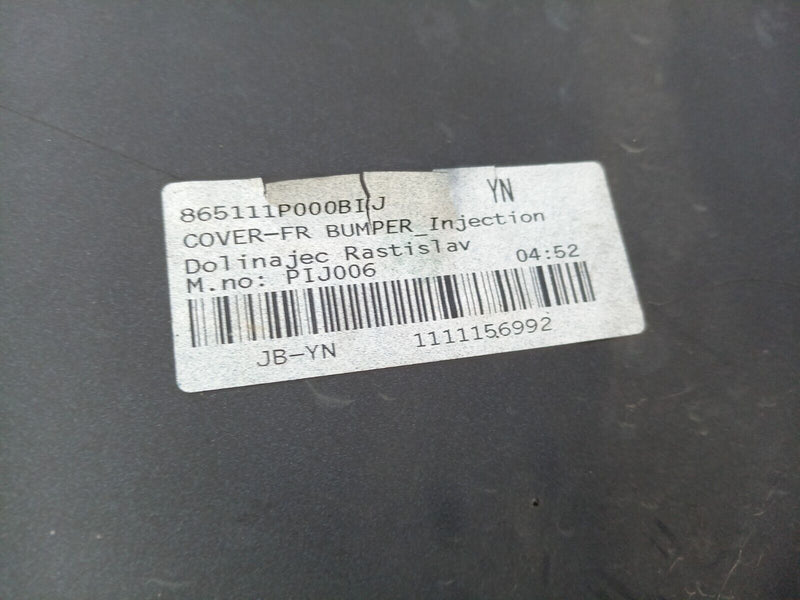 YN
865111P000BIJ
COVER-FR BUMPER_Injection
Dolinajec Rastislav
M.no: PIJ006 04:52
JB-YN 1111156992